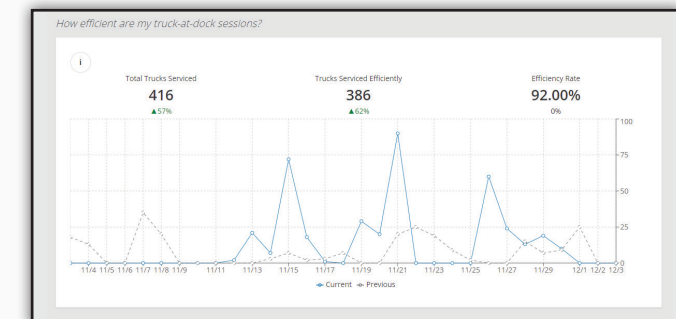 How efficient are my truck-at-dock sessions?
i
Total Trucks Serviced Trucks Serviced Efficiently Efficiency Rate
416 386 92.00%
▲57% ▲62% 0%
100
75
50
25
0
11/4 11/5 11/6 11/7 11/8 11/9 11/11 11/13 11/15 11/17 11/19 11/21 11/23 11/25 11/27 11/29 12/1 12/2 12/3
Current Previous